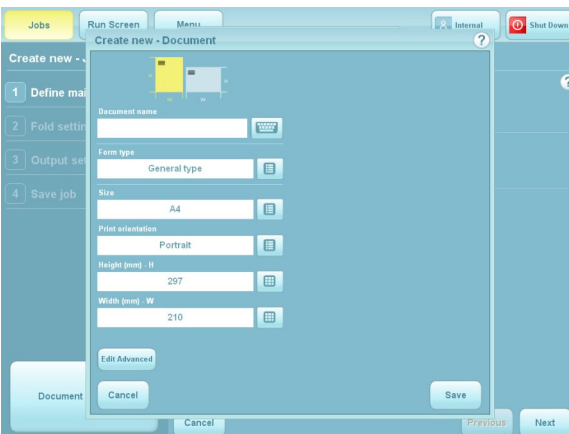 Jobs
Run Screen
Menu
Internal
Shut Down
Create new - Document
?
Create new -
1 Define mai
2 Fold settin
3 Output set
4 Save job
Document name
Form type
General type
Size
A4
Print orientation
Portrait
Height (mm) - H
297
Width (mm) - W
210
Edit Advanced
Document
Cancel
Save
Cancel
Previous
Next